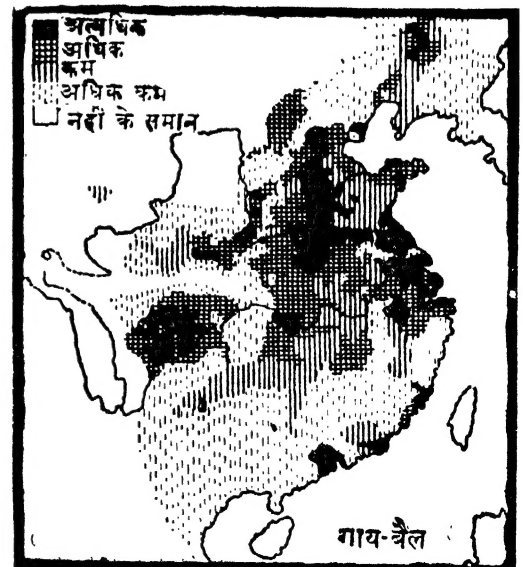 अत्यधिक
अधिक
कम
अधिक कम
नहीं के समान
गाय-बैल